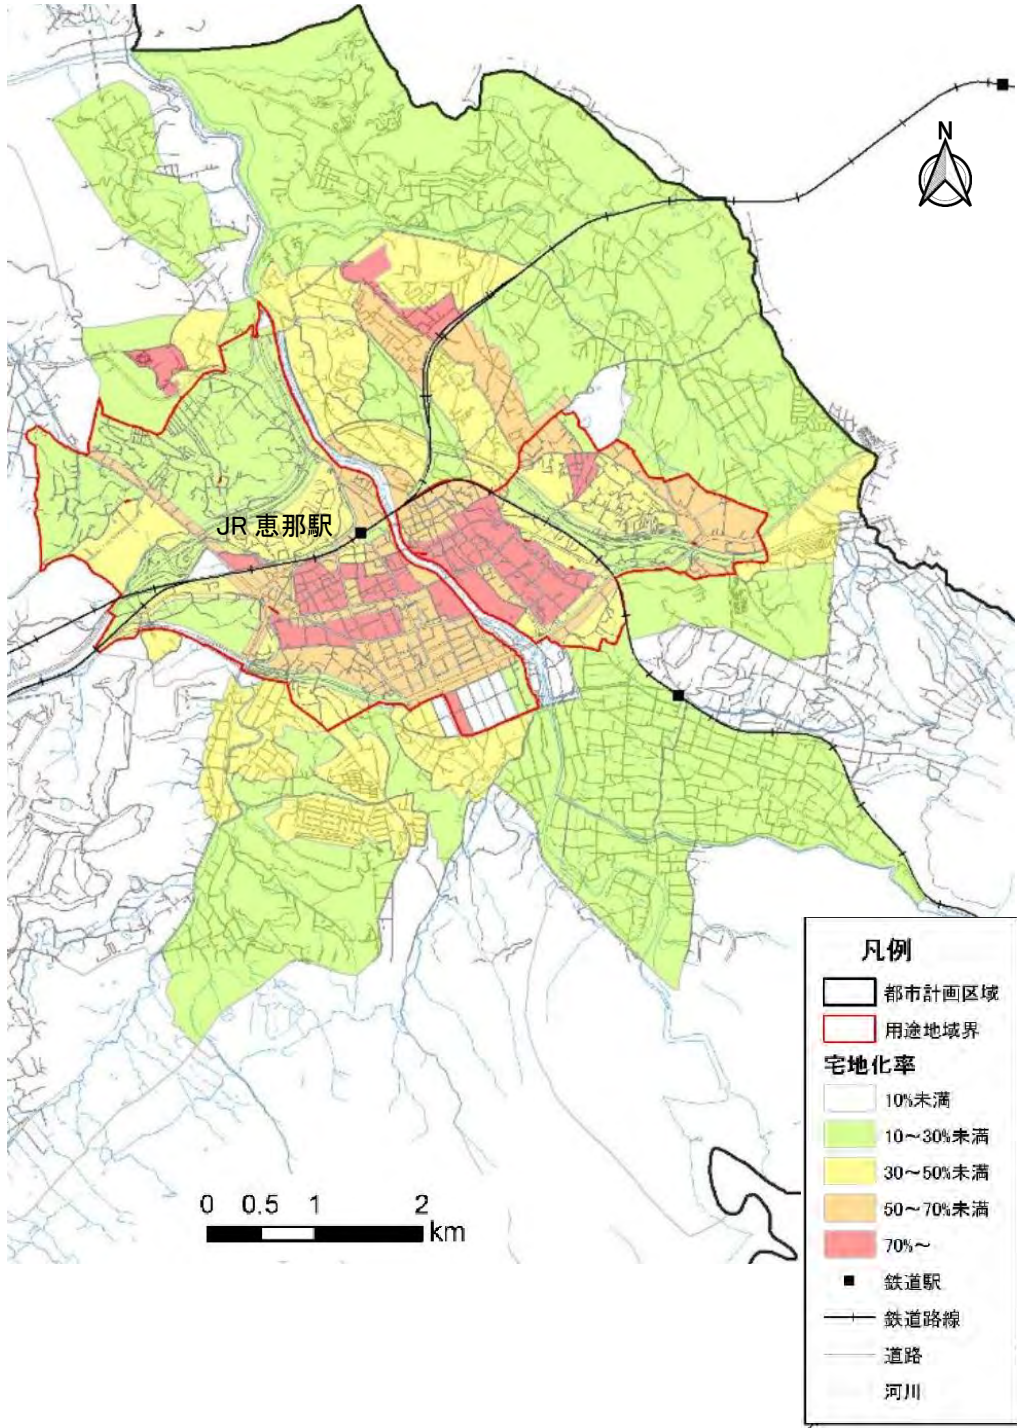 N
JR 恵那駅
凡例
都市計画区域
用途地域界
宅地化率
10%未満
10～30%未満
30～50%未満
50～70%未満
70%～
鉄道駅
鉄道路線
道路
河川
0 0.5 1 2
km